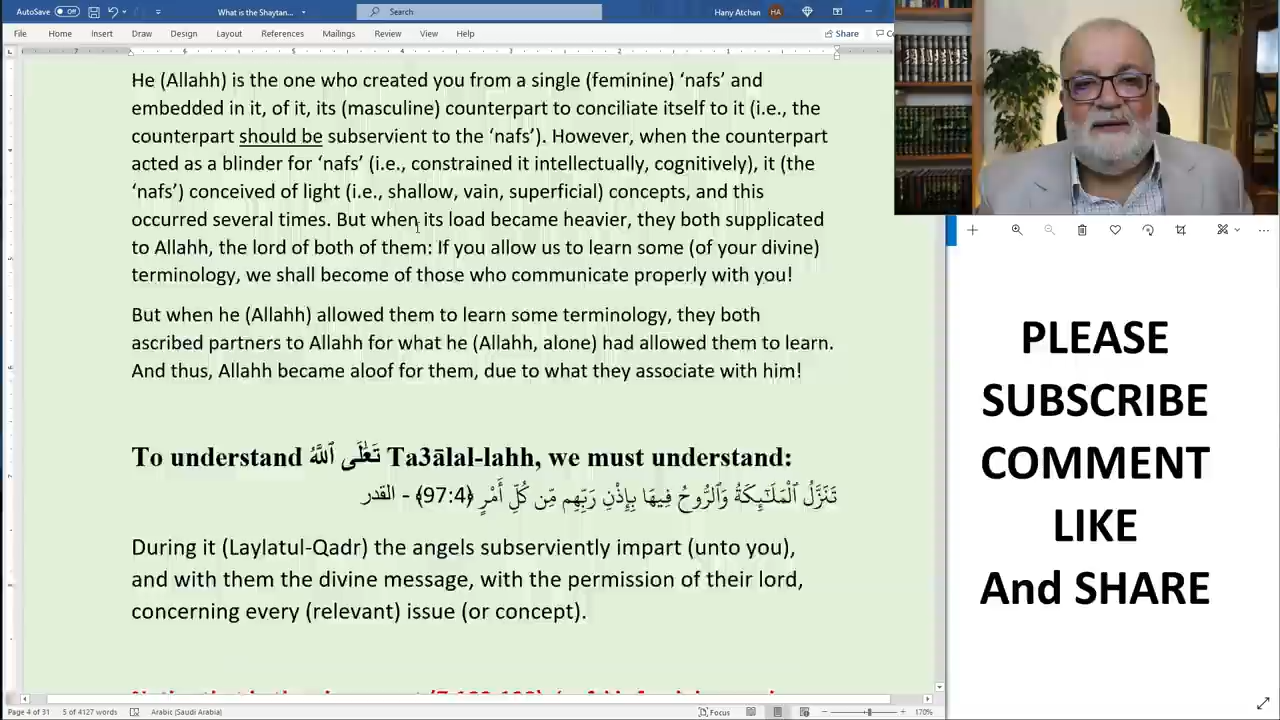 AutoSave Off What is the Shaytan... Search Hany Atchan HA
File Home Insert Draw Design Layout References Mailings Review View Help Share
He (Allahh) is the one who created you from a single (feminine) ‘nafs’ and
embedded in it, of it, its (masculine) counterpart to conciliate itself to it (i.e., the
counterpart should be subservient to the ‘nafs’). However, when the counterpart
acted as a blinder for ‘nafs’ (i.e., constrained it intellectually, cognitively), it (the
‘nafs’) conceived of light (i.e., shallow, vain, superficial) concepts, and this
occurred several times. But when its load became heavier, they both supplicated
to Allahh, the lord of both of them: If you allow us to learn some (of your divine)
terminology, we shall become of those who communicate properly with you!
But when he (Allahh) allowed them to learn some terminology, they both
ascribed partners to Allahh for what he (Allahh, alone) had allowed them to learn.
And thus, Allahh became aloof for them, due to what they associate with him!
To understand تَعَٰلَى ٱللَّهُ Ta3ālal-lahh, we must understand:
تَنَزَّلُ ٱلْمَلَـٰٓئِكَةُ وَٱلرُّوحُ فِيهَا بِإِذْنِ رَبِّهِم مِّن كُلِّ أَمْرٍ ﴿97:4﴾ - القدر
During it (Laylatul-Qadr) the angels subserviently impart (unto you),
and with them the divine message, with the permission of their lord,
concerning every (relevant) issue (or concept).
PLEASE
SUBSCRIBE
COMMENT
LIKE
And SHARE
Page 4 of 31 5 of 4127 words Arabic (Saudi Arabia) Focus 170%